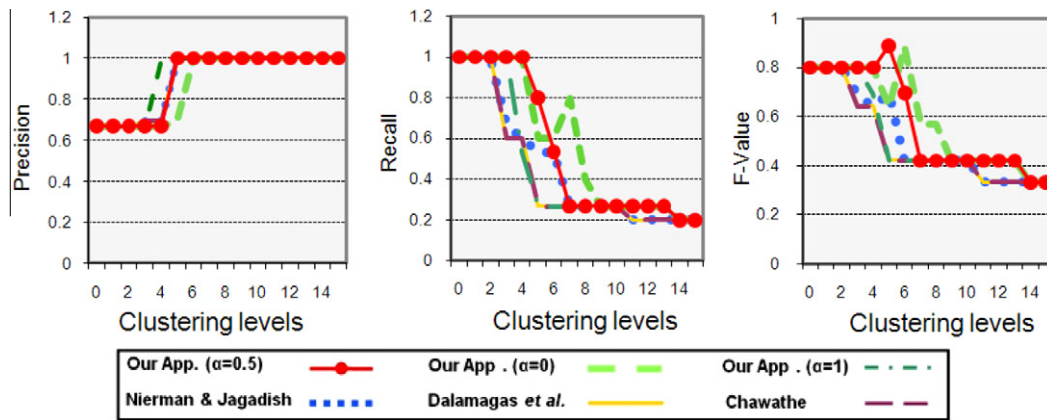 Precision
1.2
1
0.8
0.6
0.4
0.2
0
0 2 4 6 8 10 12 14
Clustering levels
Recall
1.2
1
0.8
0.6
0.4
0.2
0
0 2 4 6 8 10 12 14
Clustering levels
F-Value
1
0.8
0.6
0.4
0.2
0
0 2 4 6 8 10 12 14
Clustering levels
Our App. (α=0.5)
Our App . (α=0)
Our App . (α=1)
Nierman & Jagadish
Dalamagas et al.
Chawathe